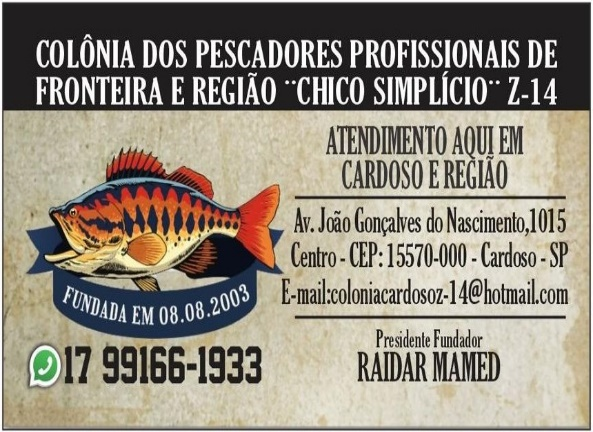 COLÔNIA DOS PESCADORES PROFISSIONAIS DE
FRONTEIRA E REGIÃO ¨CHICO SIMPLÍCIO¨ Z-14
ATENDIMENTO AQUI EM
CARDOSO E REGIÃO
Av. João Gonçalves do Nascimento,1015
Centro - CEP: 15570-000 - Cardoso - SP
E-mail:coloniacardosoz-14@hotmail.com
FUNDADA EM 08.08.2003
17 99166-1933
Presidente Fundador
RAIDAR MAMED